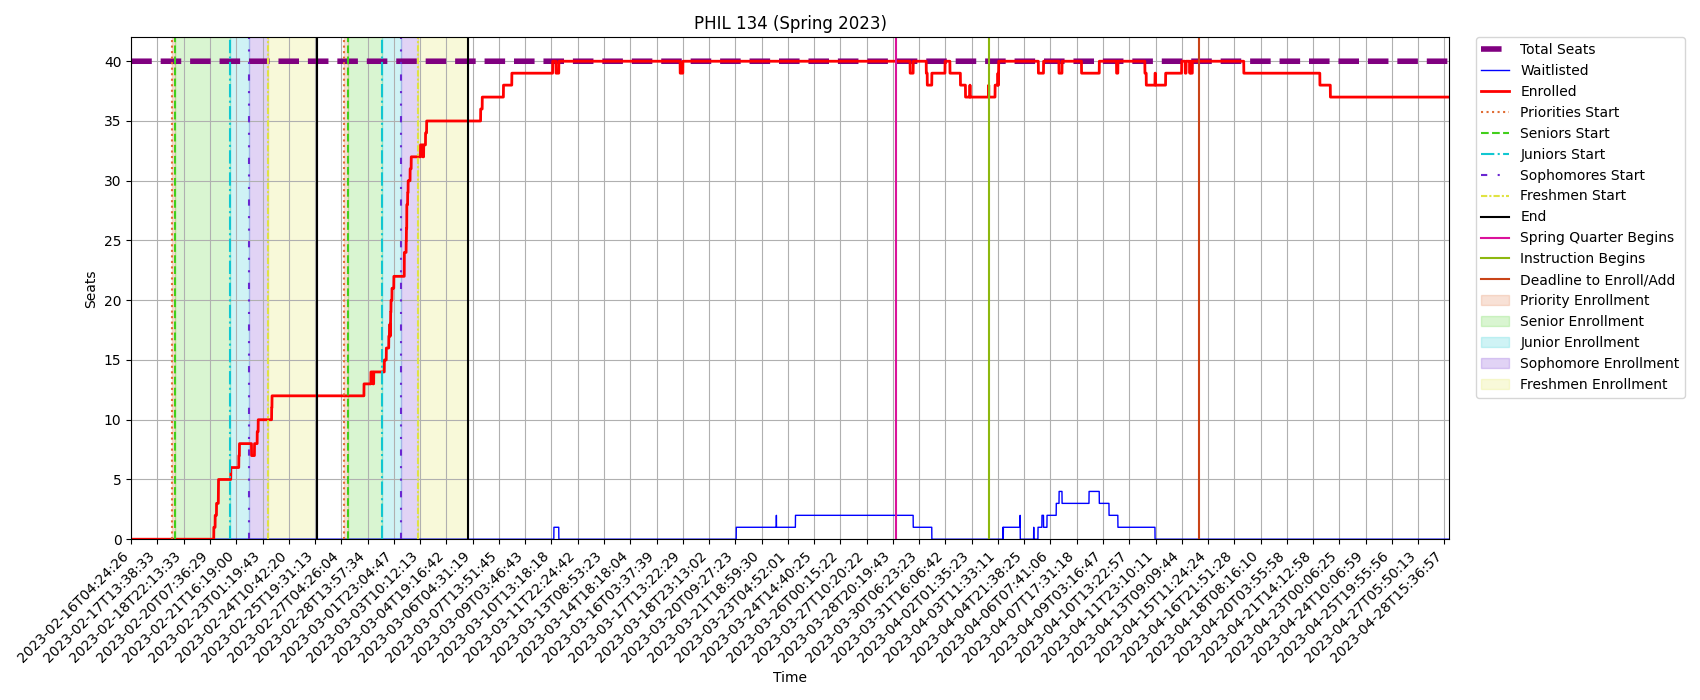 PHIL 134 (Spring 2023)
Seats
40
35
30
25
20
15
10
5
0
2023-02-16T04:24:26
2023-02-17T13:38:33
2023-02-18T22:13:33
2023-02-20T07:36:29
2023-02-21T16:19:00
2023-02-23T01:19:43
2023-02-24T10:42:20
2023-02-25T19:31:13
2023-02-27T04:26:04
2023-02-28T13:57:34
2023-03-01T23:04:47
2023-03-03T10:12:13
2023-03-04T19:16:42
2023-03-06T04:31:19
2023-03-07T13:51:45
2023-03-09T03:46:43
2023-03-10T13:18:18
2023-03-11T22:24:42
2023-03-13T08:53:23
2023-03-14T18:18:04
2023-03-16T03:37:39
2023-03-17T13:22:29
2023-03-18T23:13:02
2023-03-20T09:27:23
2023-03-21T18:59:30
2023-03-23T04:52:01
2023-03-24T14:40:25
2023-03-26T00:15:22
2023-03-27T10:20:22
2023-03-28T20:19:43
2023-03-30T06:23:23
2023-03-31T16:06:42
2023-04-02T01:35:23
2023-04-03T11:33:11
2023-04-04T21:38:25
2023-04-06T07:41:06
2023-04-07T17:31:18
2023-04-09T03:16:47
2023-04-10T13:22:57
2023-04-11T23:10:11
2023-04-13T09:09:44
2023-04-15T11:24:24
2023-04-16T21:51:28
2023-04-18T08:16:10
2023-04-20T03:55:58
2023-04-21T14:12:58
2023-04-23T00:06:25
2023-04-24T10:06:59
2023-04-25T19:55:56
2023-04-27T05:50:13
2023-04-28T15:36:57
Time
Total Seats
Waitlisted
Enrolled
Priorities Start
Seniors Start
Juniors Start
Sophomores Start
Freshmen Start
End
Spring Quarter Begins
Instruction Begins
Deadline to Enroll/Add
Priority Enrollment
Senior Enrollment
Junior Enrollment
Sophomore Enrollment
Freshmen Enrollment